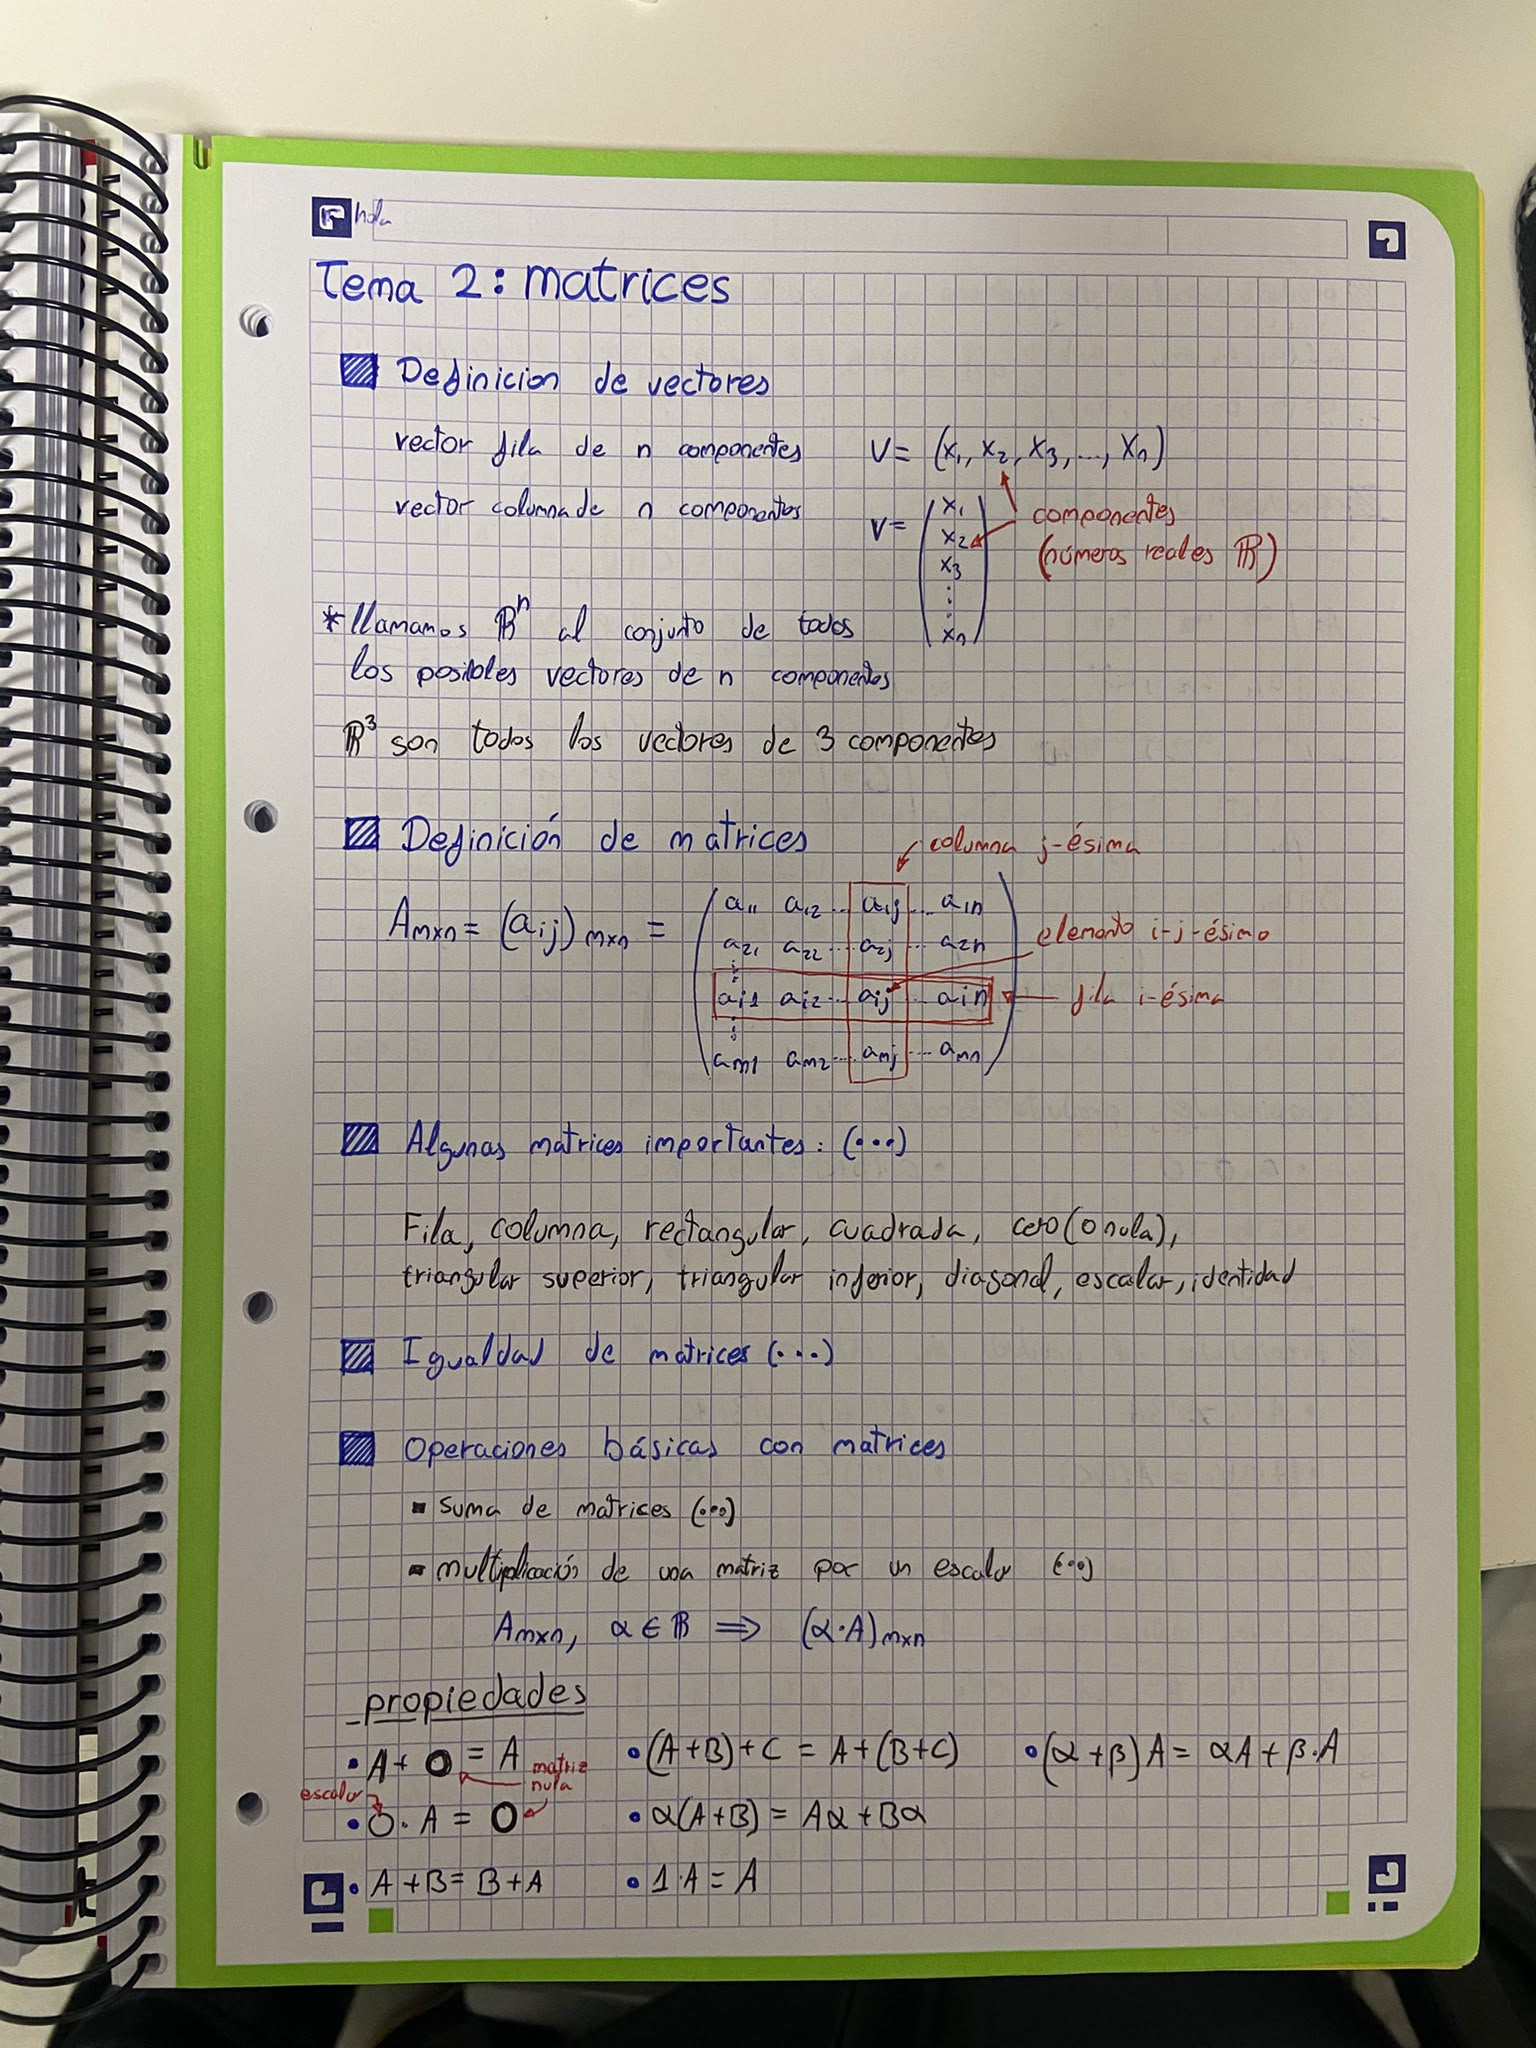 hola
Tema 2: matrices
Definicion de vectores
vector fila de n componentes V = (x₁, x₂, x₃, ..., xₙ)
vector columna de n componentes V = (x₁ x₂ x₃ ⋮ xₙ)
componentes
(números reales ℝ)
*llamamos ℝⁿ al conjunto de todos
los posibles vectores de n componentes
ℝ³ son todos los vectores de 3 componentes
Definición de matrices
columna j-ésima
Amxn = (aij)mxn =
a11 a12 ... a1j ... a1n
a21 a22 ... a2j ... a2n
elemento i-j-ésimo
⋮
ai1 ai2 ... aij ... ain
fila i-ésima
⋮
am1 am2 ... amj ... amn
Algunas matrices importantes: (...)
Fila, columna, rectangular, cuadrada, cero (o nula),
triangular superior, triangular inferior, diagonal, escalar, identidad
Igualdad de matrices (...)
Operaciones básicas con matrices
- suma de matrices (...)
- multiplicación de una matriz por un escalar (...)
Amxn, α ∈ ℝ ⟹ (α·A)mxn
propiedades
• A + O = A • (A+B)+C = A+(B+C) • (α+β)A = αA + β·A
matriz
nula
escalar
• O · A = O • α(A+B) = Aα + Bα
• A+B = B+A • 1·A = A